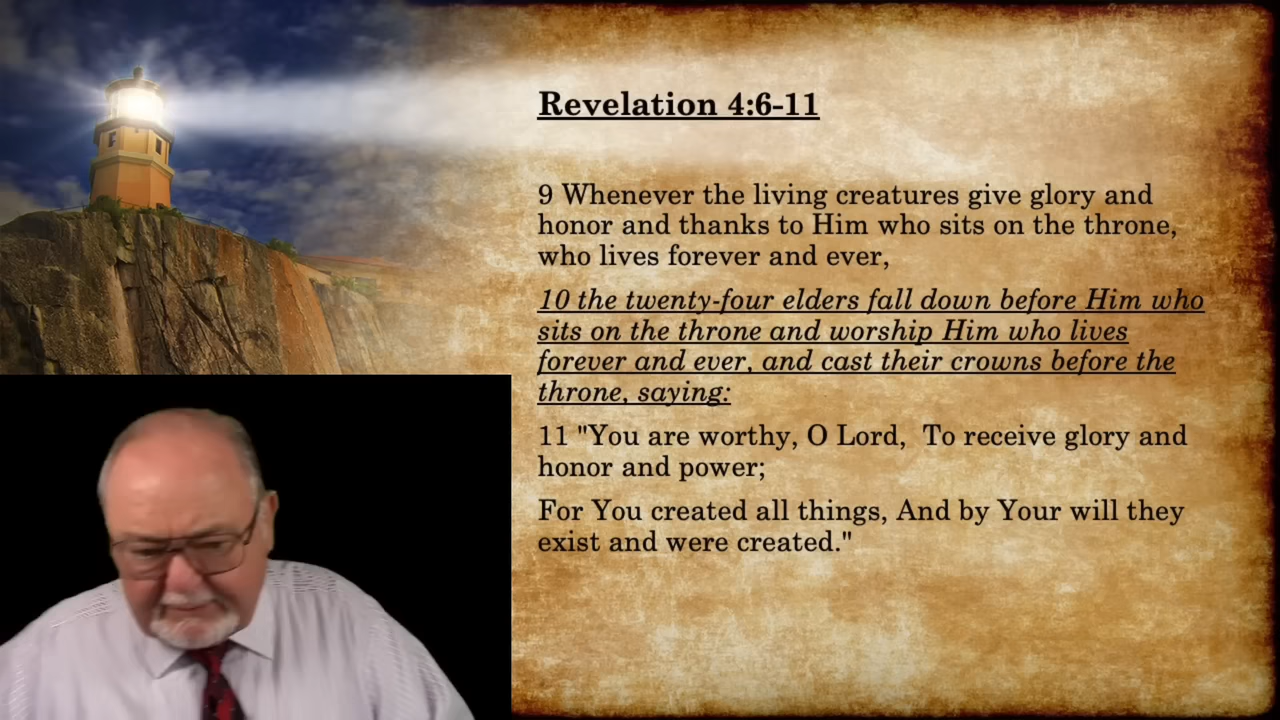 Revelation 4:6-11
9 Whenever the living creatures give glory and
honor and thanks to Him who sits on the throne,
who lives forever and ever,
10 the twenty-four elders fall down before Him who
sits on the throne and worship Him who lives
forever and ever, and cast their crowns before the
throne, saying:
11 "You are worthy, O Lord,  To receive glory and
honor and power;
For You created all things, And by Your will they
exist and were created."